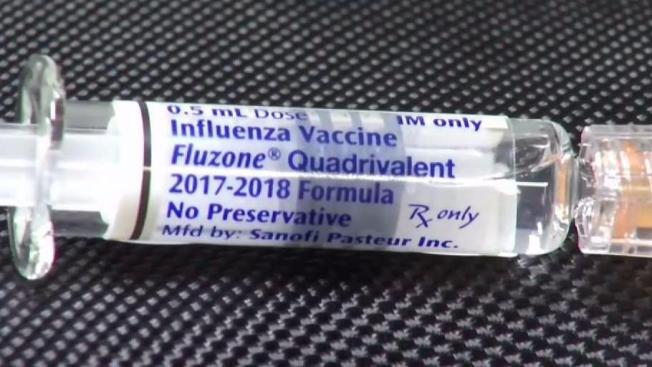 0.5 mL Dose IM only
Influenza Vaccine
Fluzone® Quadrivalent
2017-2018 Formula
No Preservative Rx only
Mfd by: Sanofi Pasteur Inc.